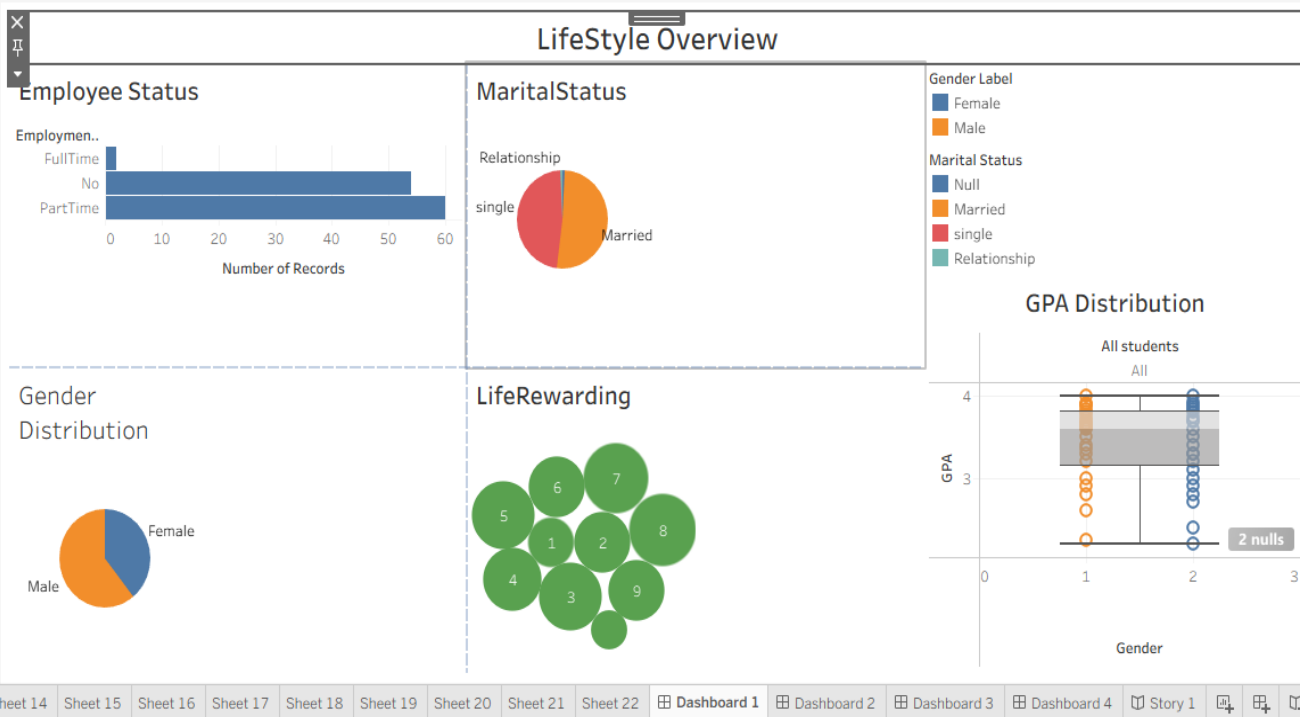 LifeStyle Overview
Employee Status
Employmen..
FullTime
No
PartTime
0 10 20 30 40 50 60
Number of Records
MaritalStatus
Relationship
single
Married
Gender Label
Female
Male
Marital Status
Null
Married
single
Relationship
GPA Distribution
All students
All
4
GPA
3
2 nulls
0 1 2 3
Gender
Gender
Distribution
Female
Male
LifeRewarding
6
7
5
1
2
8
4
3
9
heet 14 Sheet 15 Sheet 16 Sheet 17 Sheet 18 Sheet 19 Sheet 20 Sheet 21 Sheet 22 Dashboard 1 Dashboard 2 Dashboard 3 Dashboard 4 Story 1